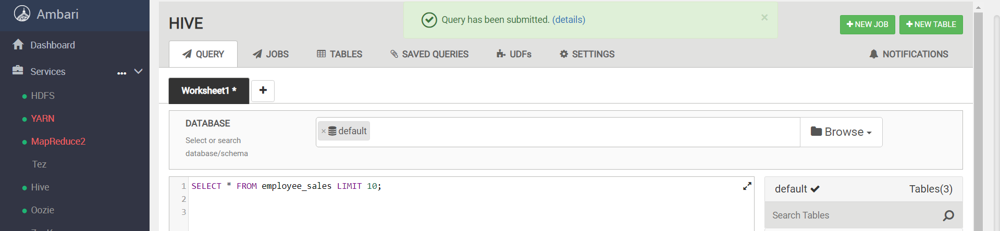 Ambari
Dashboard
Services
HDFS
YARN
MapReduce2
Tez
Hive
Oozie
HIVE
Query has been submitted. (details)
×
NEW JOB
NEW TABLE
QUERY
JOBS
TABLES
SAVED QUERIES
UDFs
SETTINGS
NOTIFICATIONS
Worksheet1 *
+
DATABASE
Select or search
database/schema
× default
Browse
1 SELECT * FROM employee_sales LIMIT 10;
2
3
default
Tables(3)
Search Tables